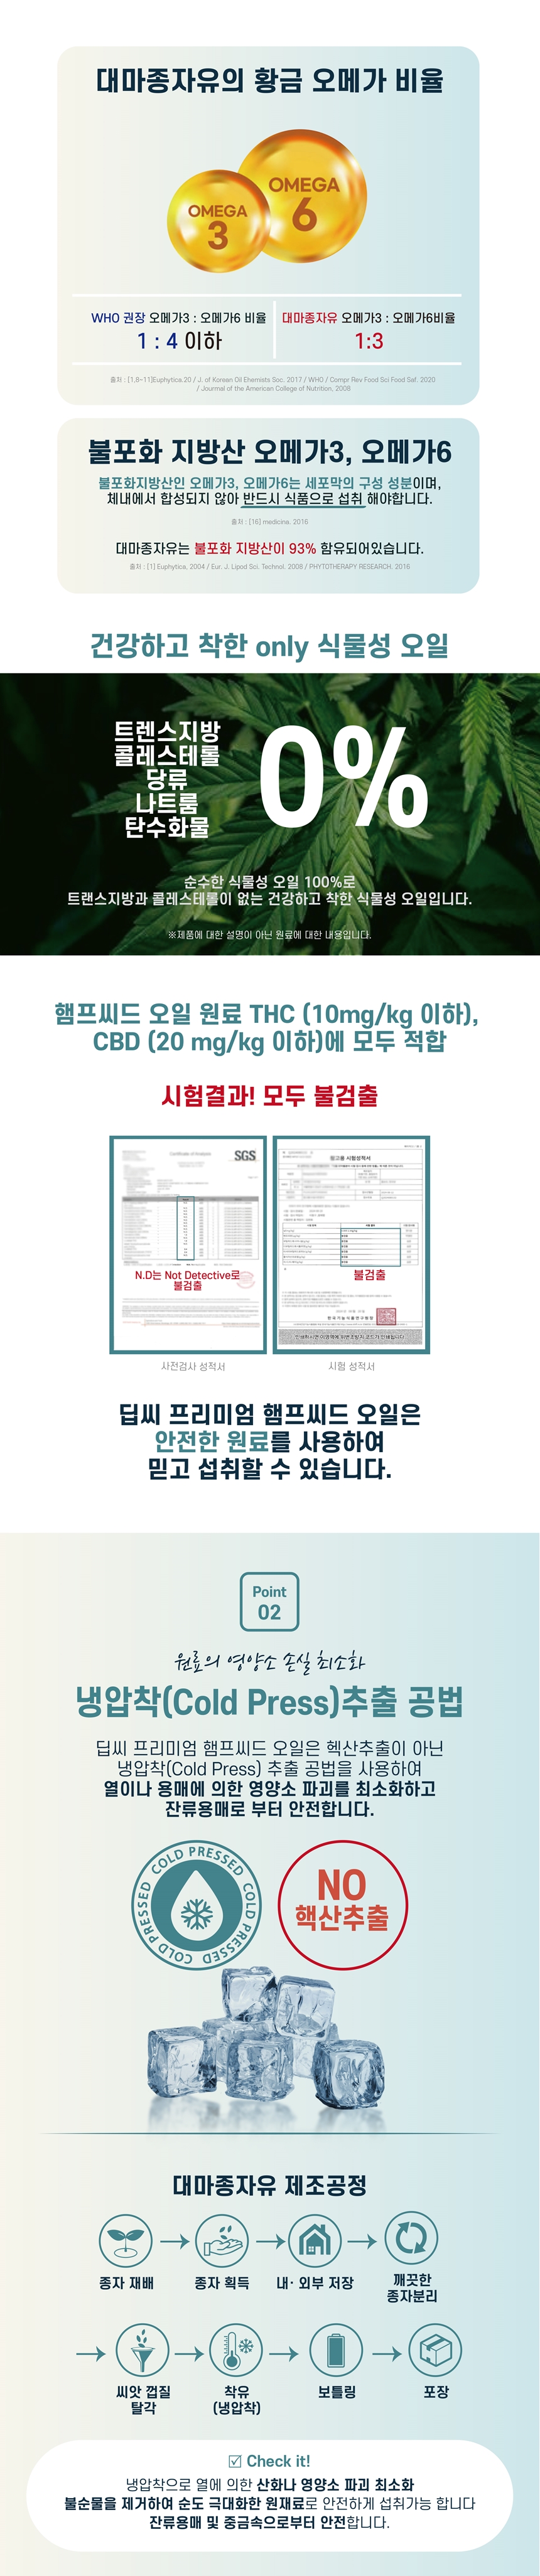 대마종자유의 황금 오메가 비율
OMEGA
3
OMEGA
6
WHO 권장 오메가3 : 오메가6 비율
1 : 4 이하
대마종자유 오메가3 : 오메가6비율
1:3
출처 : [1,8~11]Euphytica.20 / J. of Korean Oil Ehemists Soc. 2017 / WHO / Compr Rev Food Sci Food Saf. 2020
/ Jourmal of the American College of Nutrition, 2008
불포화 지방산 오메가3, 오메가6
불포화지방산인 오메가3, 오메가6는 세포막의 구성 성분이며,
체내에서 합성되지 않아 반드시 식품으로 섭취 해야합니다.
출처 : [16] medicina. 2016
대마종자유는 불포화 지방산이 93% 함유되어있습니다.
출처 : [1] Euphytica, 2004 / Eur. J. Lipod Sci. Technol. 2008 / PHYTOTHERAPY RESEARCH. 2016
건강하고 착한 only 식물성 오일
트렌스지방
콜레스테롤
당류
나트륨
탄수화물
0%
순수한 식물성 오일 100%로
트랜스지방과 콜레스테롤이 없는 건강하고 착한 식물성 오일입니다.
※제품에 대한 설명이 아닌 원료에 대한 내용입니다.
햄프씨드 오일 원료 THC (10mg/kg 이하),
CBD (20 mg/kg 이하)에 모두 적합
시험결과! 모두 불검출
SGS
N.D는 Not Detective로
불검출
시험성적서
불검출
사전검사 성적서
시험 성적서
딥씨 프리미엄 햄프씨드 오일은
안전한 원료를 사용하여
믿고 섭취할 수 있습니다.
Point
02
원료의 영양소 손실 최소화
냉압착(Cold Press)추출 공법
딥씨 프리미엄 햄프씨드 오일은 헥산추출이 아닌
냉압착(Cold Press) 추출 공법을 사용하여
열이나 용매에 의한 영양소 파괴를 최소화하고
잔류용매로 부터 안전합니다.
COLD PRESSED COLD PRESSED COLD PRESSED
NO
핵산추출
대마종자유 제조공정
종자 재배
종자 획득
내· 외부 저장
깨끗한
종자분리
씨앗 껍질
탈각
착유
(냉압착)
보틀링
포장
Check it!
냉압착으로 열에 의한 산화나 영양소 파괴 최소화
불순물을 제거하여 순도 극대화한 원재료로 안전하게 섭취가능 합니다
잔류용매 및 중금속으로부터 안전합니다.